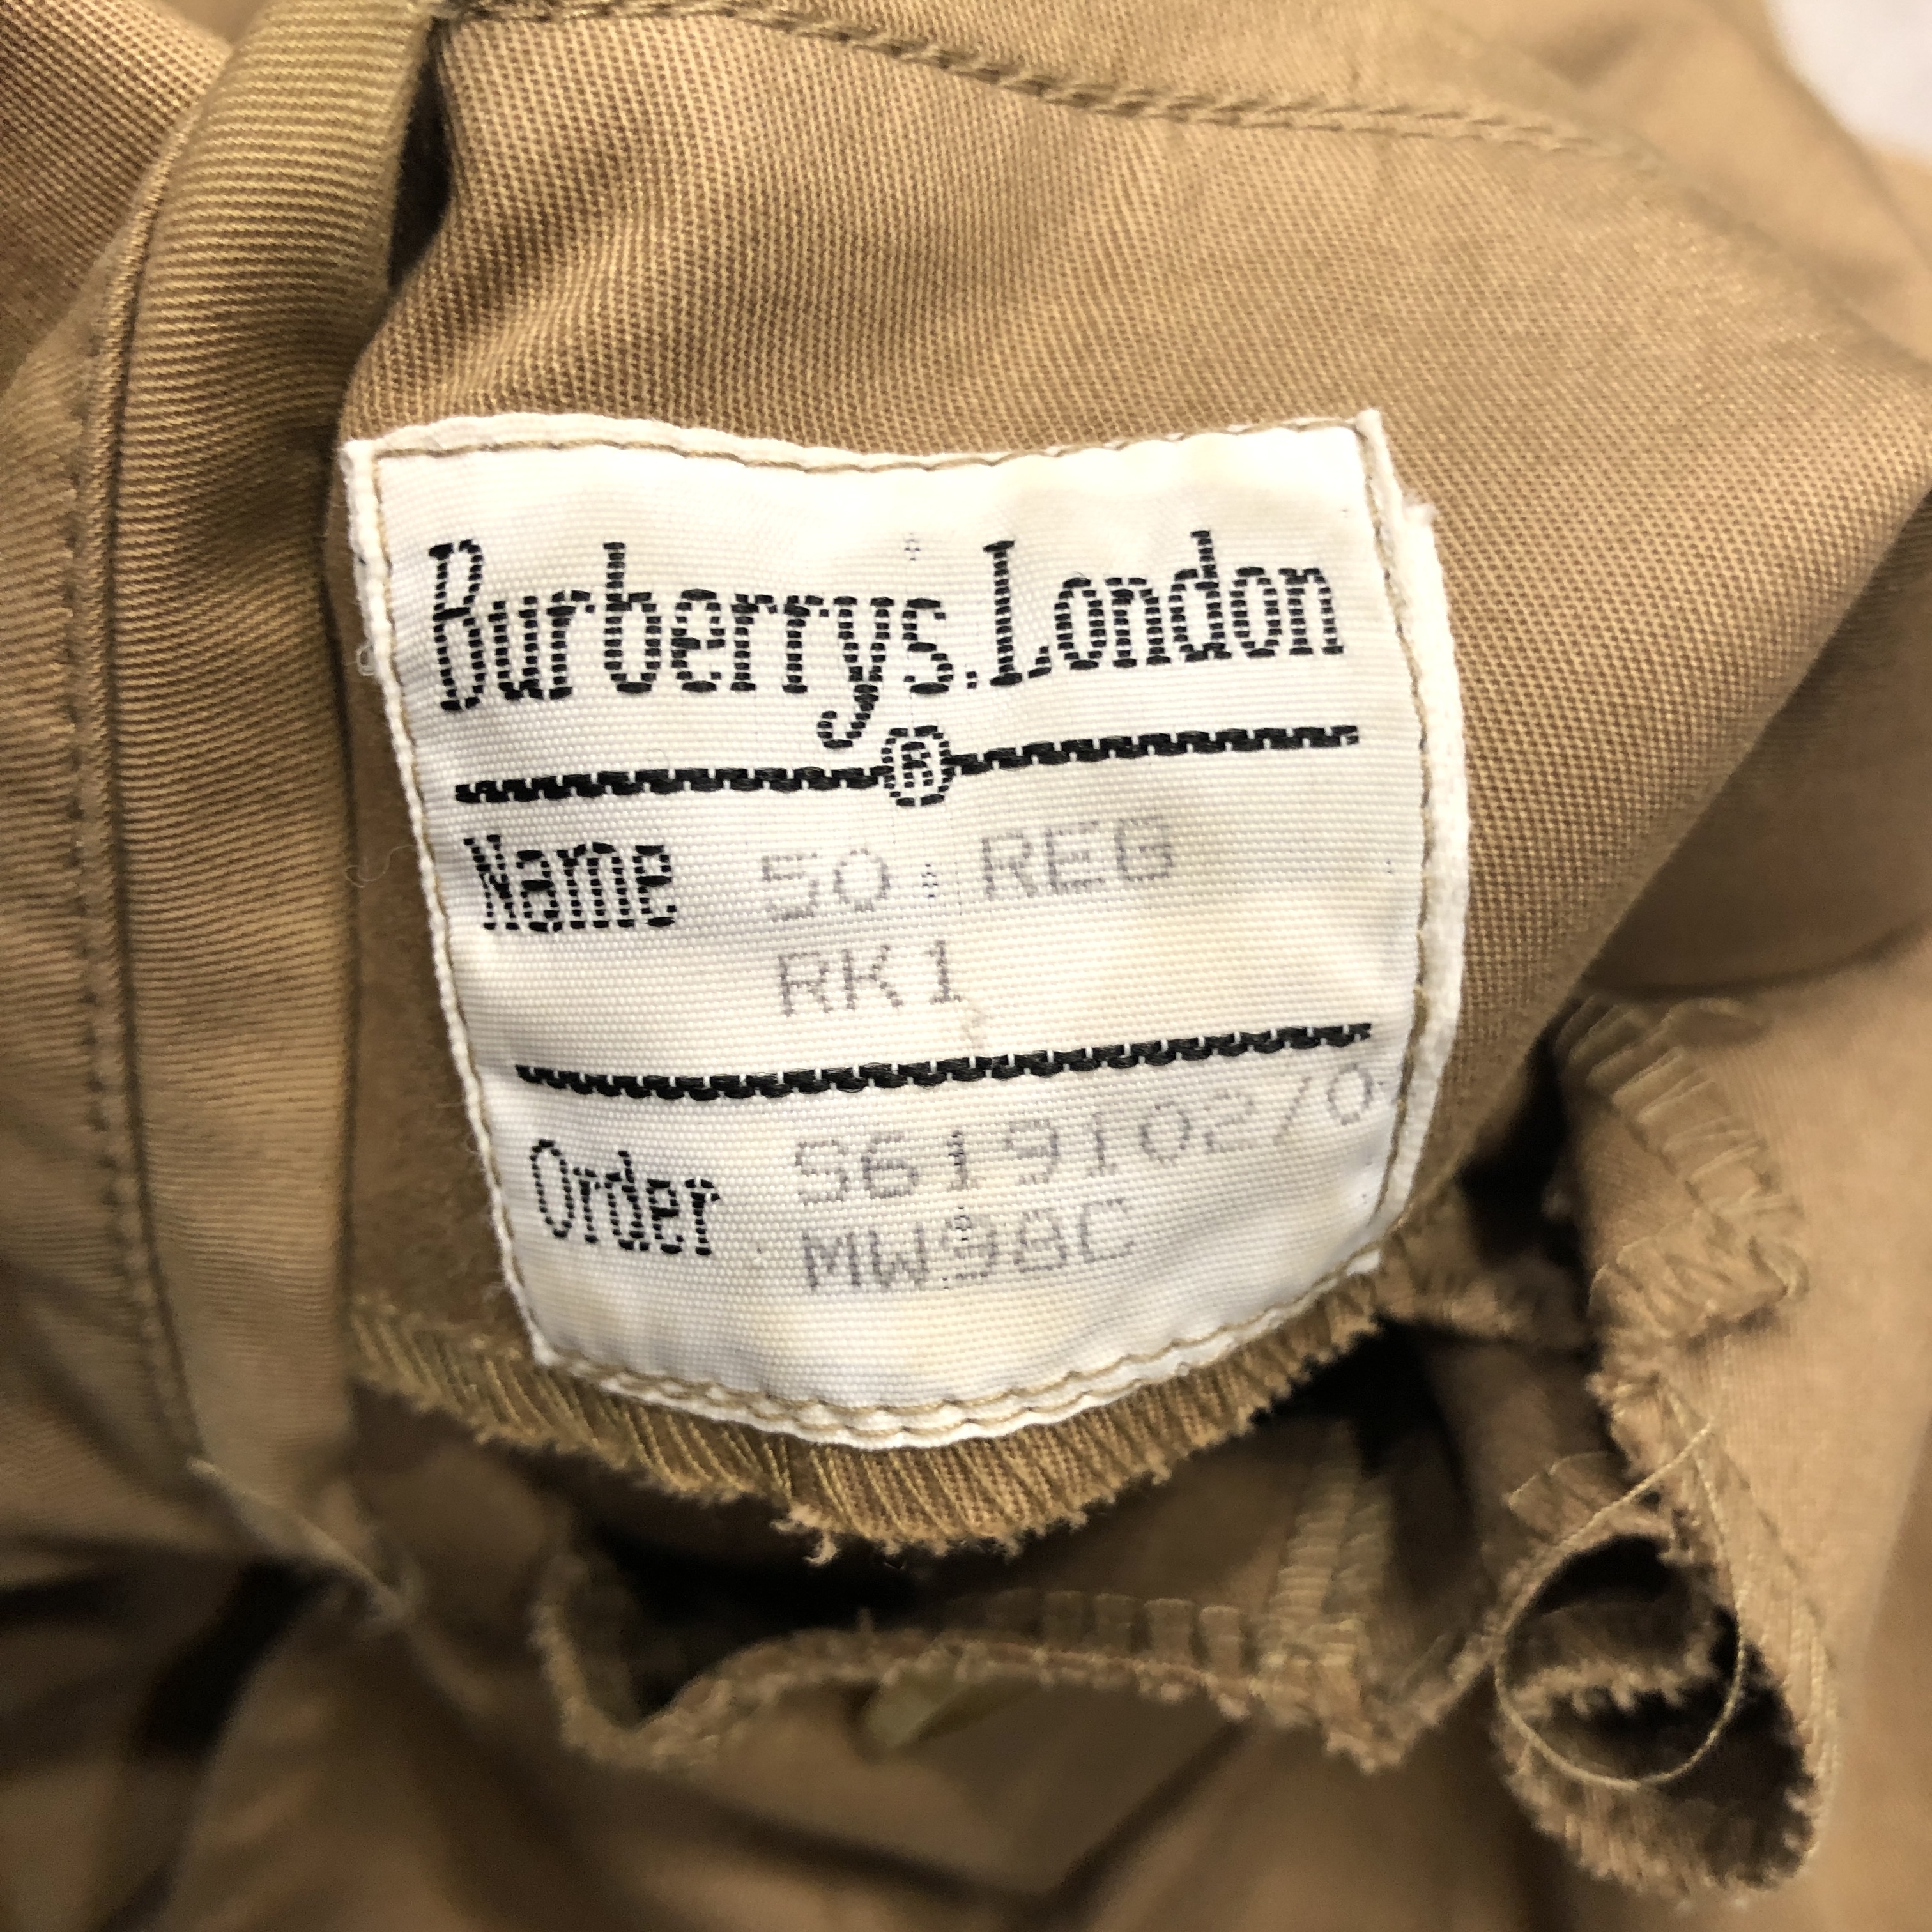 Burberrys.London
®
Name 50 REG
RK1
Order S619102/0
MW98C